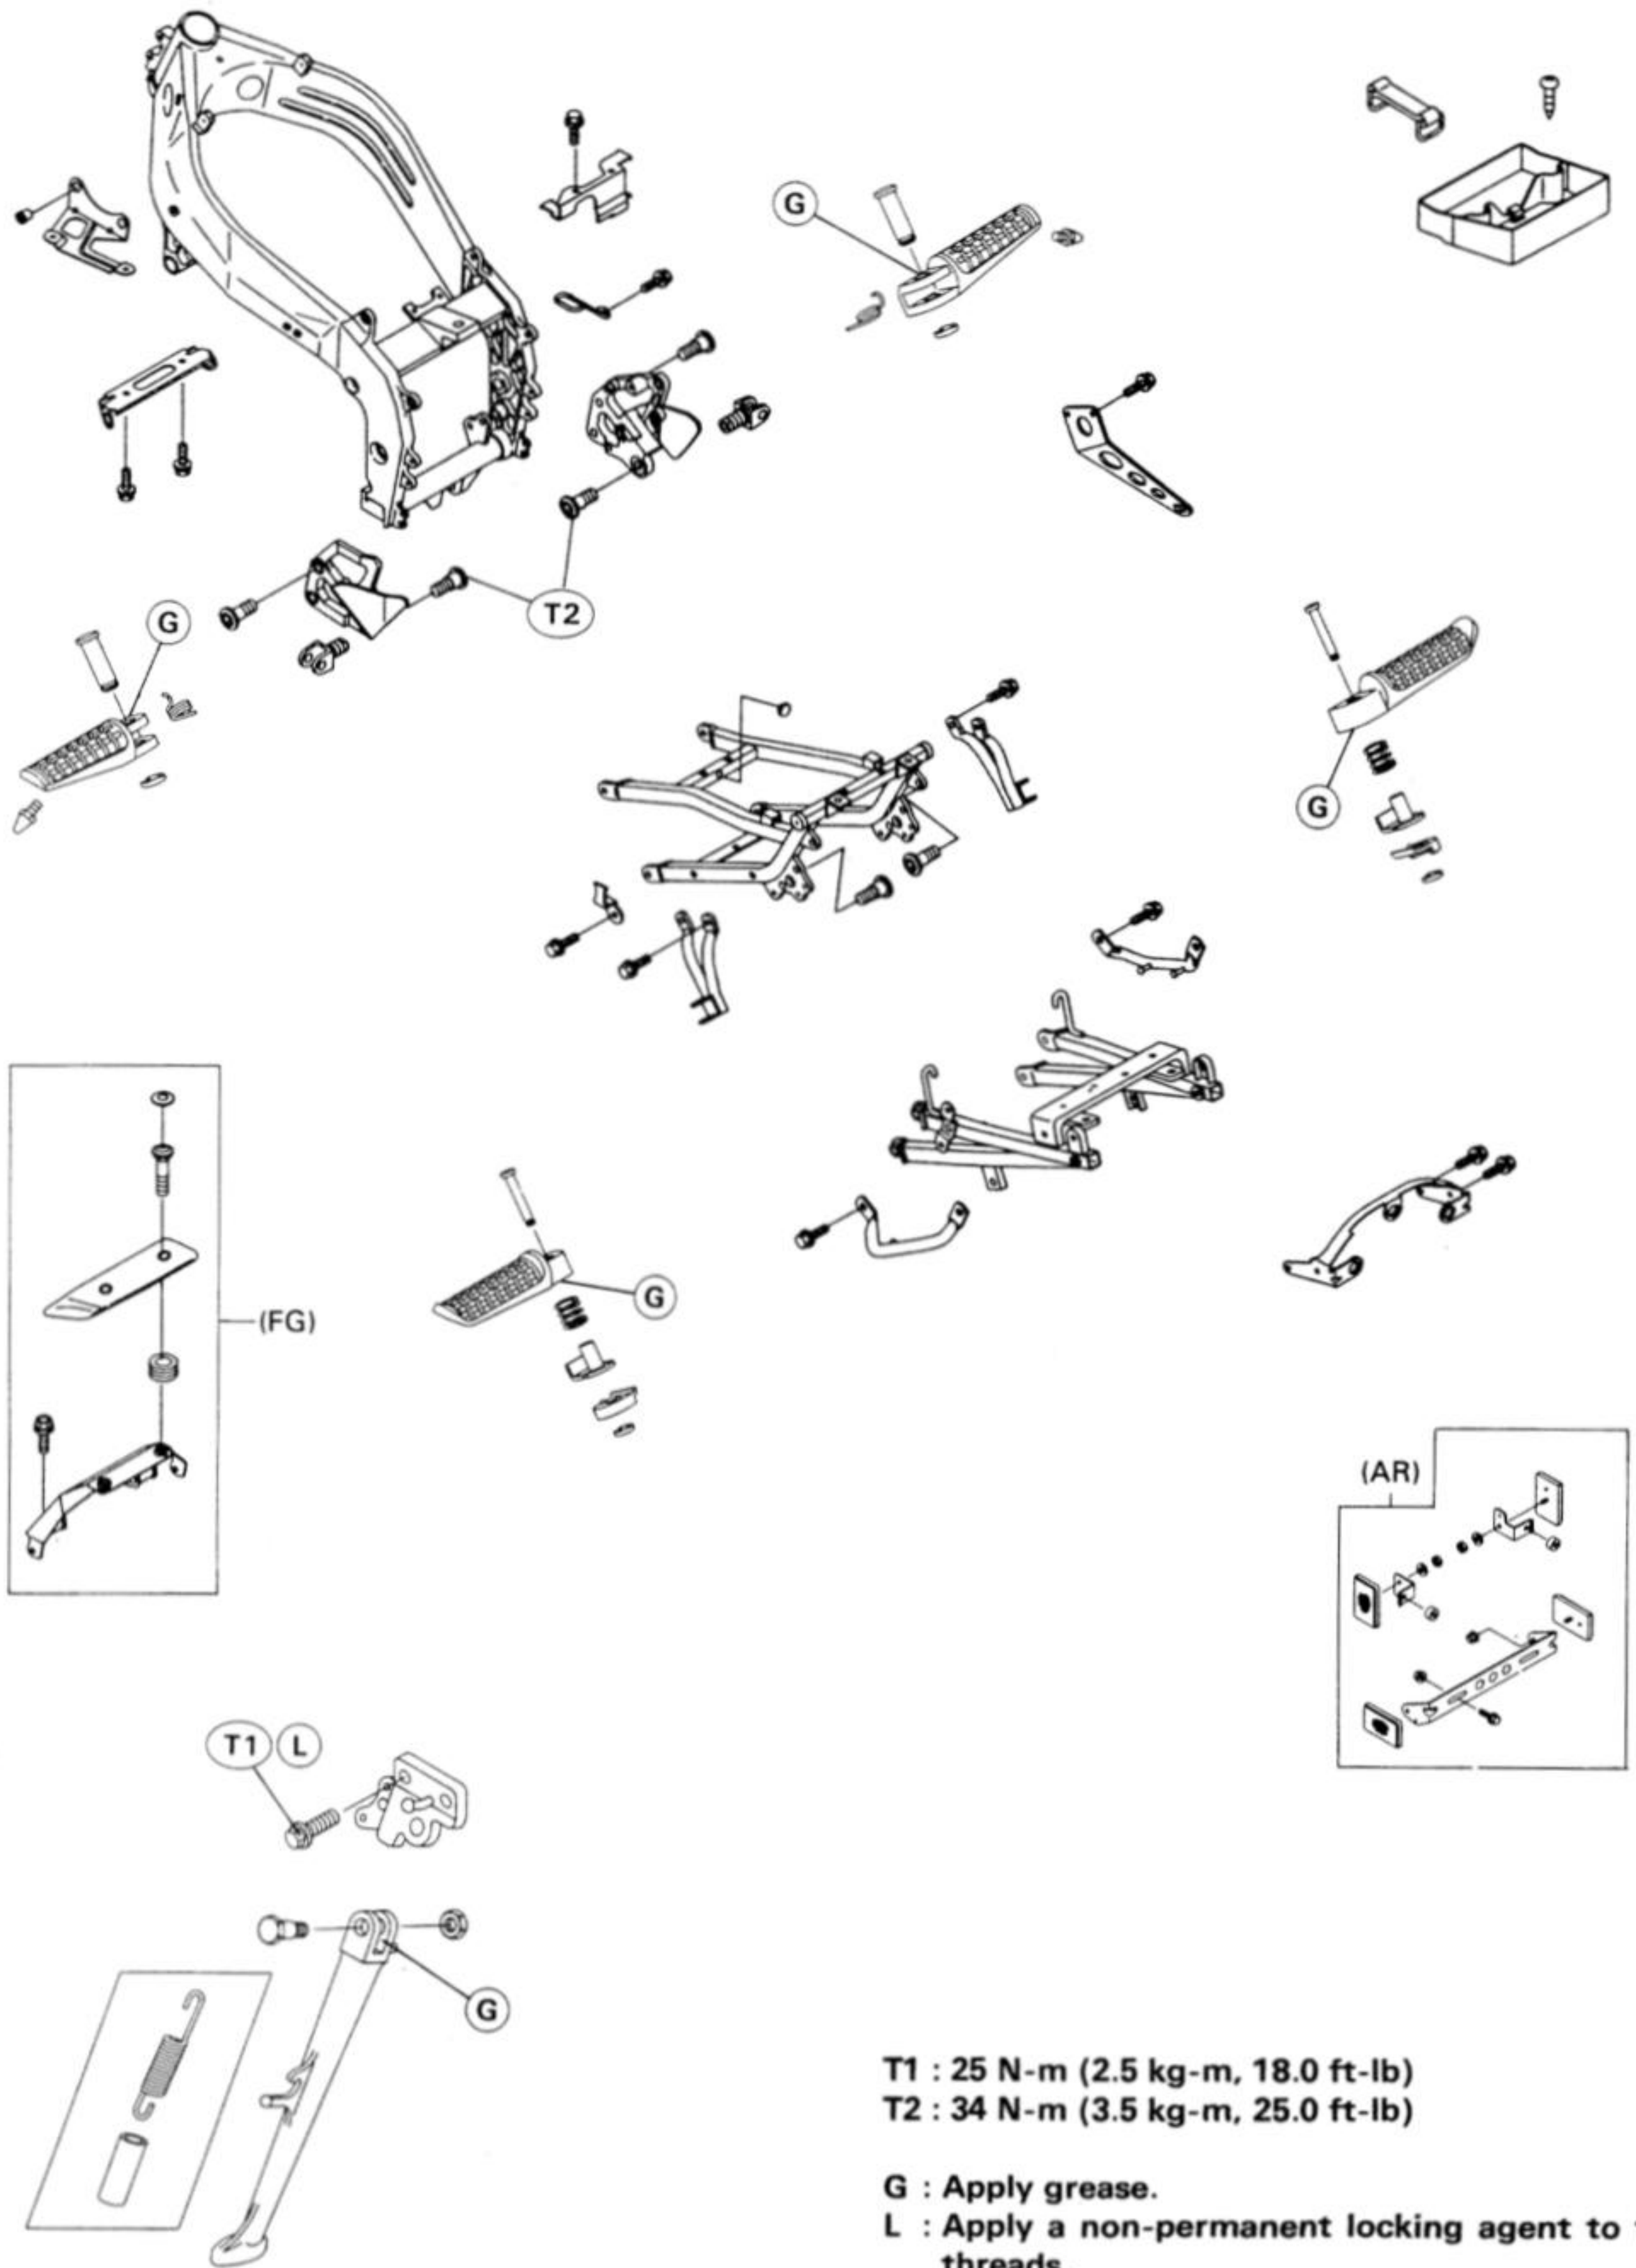 G
T2
G
G
(FG)
G
(AR)
T1 L
G
T1 : 25 N-m (2.5 kg-m, 18.0 ft-lb)
T2 : 34 N-m (3.5 kg-m, 25.0 ft-lb)
G : Apply grease.
L : Apply a non-permanent locking agent to
threads.